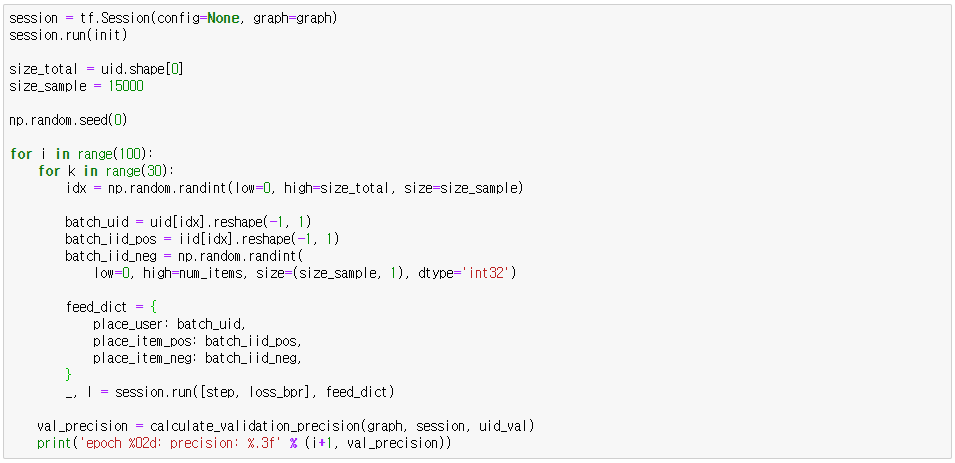 session = tf.Session(config=None, graph=graph)
session.run(init)

size_total = uid.shape[0]
size_sample = 15000

np.random.seed(0)

for i in range(100):
    for k in range(30):
        idx = np.random.randint(low=0, high=size_total, size=size_sample)

        batch_uid = uid[idx].reshape(-1, 1)
        batch_iid_pos = iid[idx].reshape(-1, 1)
        batch_iid_neg = np.random.randint(
            low=0, high=num_items, size=(size_sample, 1), dtype='int32')

        feed_dict = {
            place_user: batch_uid,
            place_item_pos: batch_iid_pos,
            place_item_neg: batch_iid_neg,
        }
        _, l = session.run([step, loss_bpr], feed_dict)

    val_precision = calculate_validation_precision(graph, session, uid_val)
    print('epoch %02d: precision: %.3f' % (i+1, val_precision))